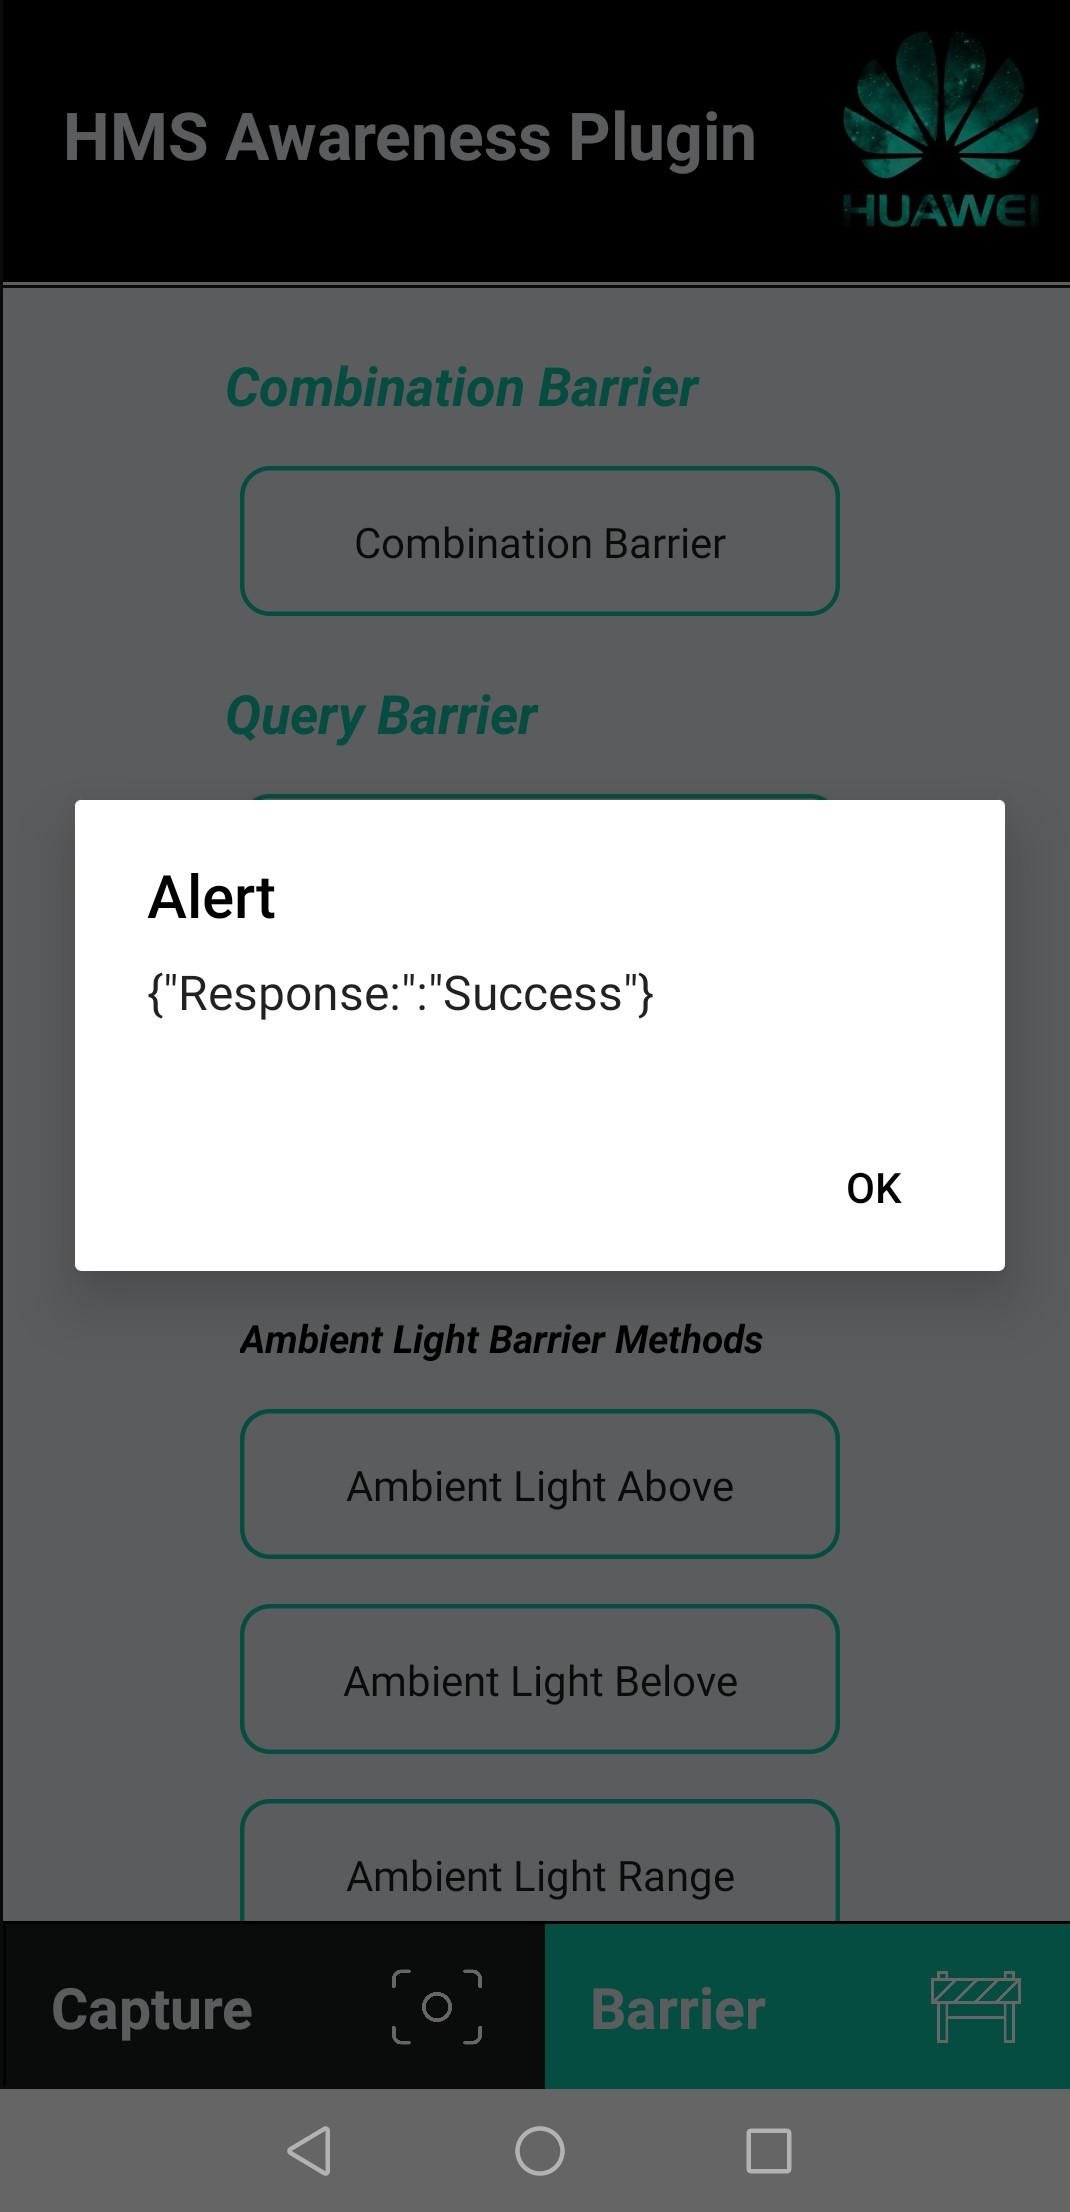 HMS Awareness Plugin
HUAWEI
Combination Barrier
Combination Barrier
Query Barrier
Alert
{"Response:":"Success"}
OK
Ambient Light Barrier Methods
Ambient Light Above
Ambient Light Belove
Ambient Light Range
Capture
Barrier